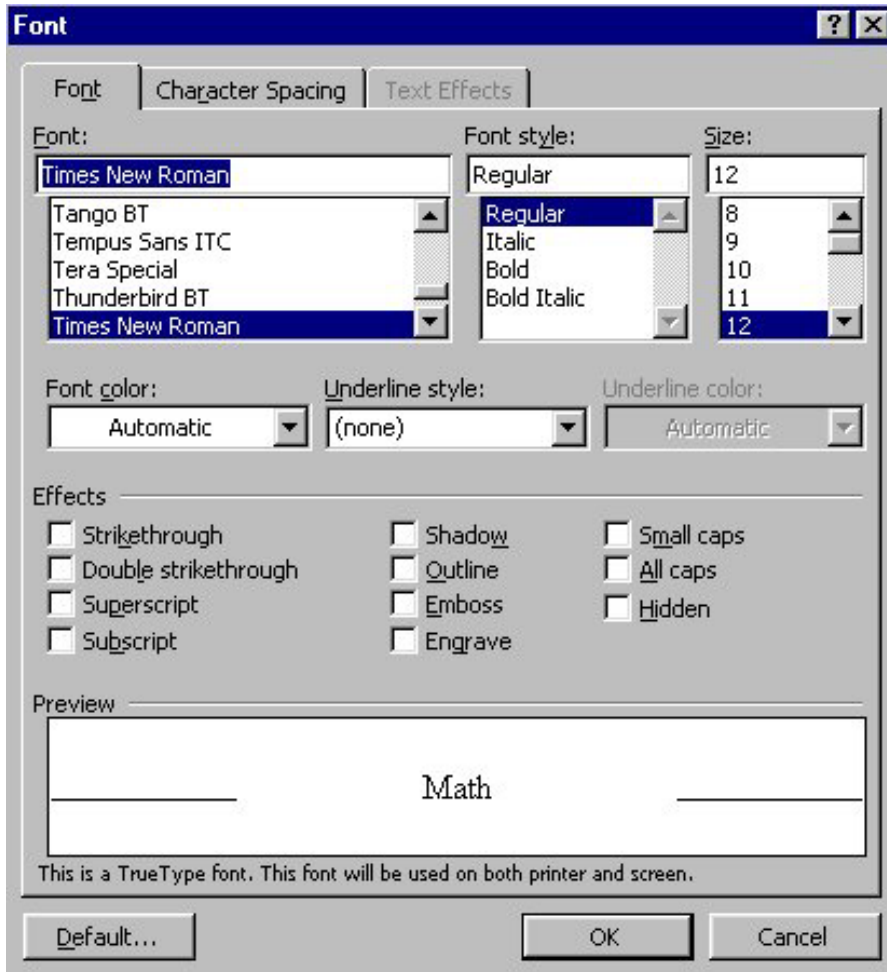 Font
Font Character Spacing Text Effects
Font: Font style: Size:
Times New Roman Regular 12
Tango BT Regular 8
Tempus Sans ITC Italic 9
Tera Special Bold 10
Thunderbird BT Bold Italic 11
Times New Roman 12
Font color: Underline style: Underline color:
Automatic (none) Automatic
Effects
Strikethrough Shadow Small caps
Double strikethrough Outline All caps
Superscript Emboss Hidden
Subscript Engrave
Preview
Math
This is a TrueType font. This font will be used on both printer and screen.
Default... OK Cancel